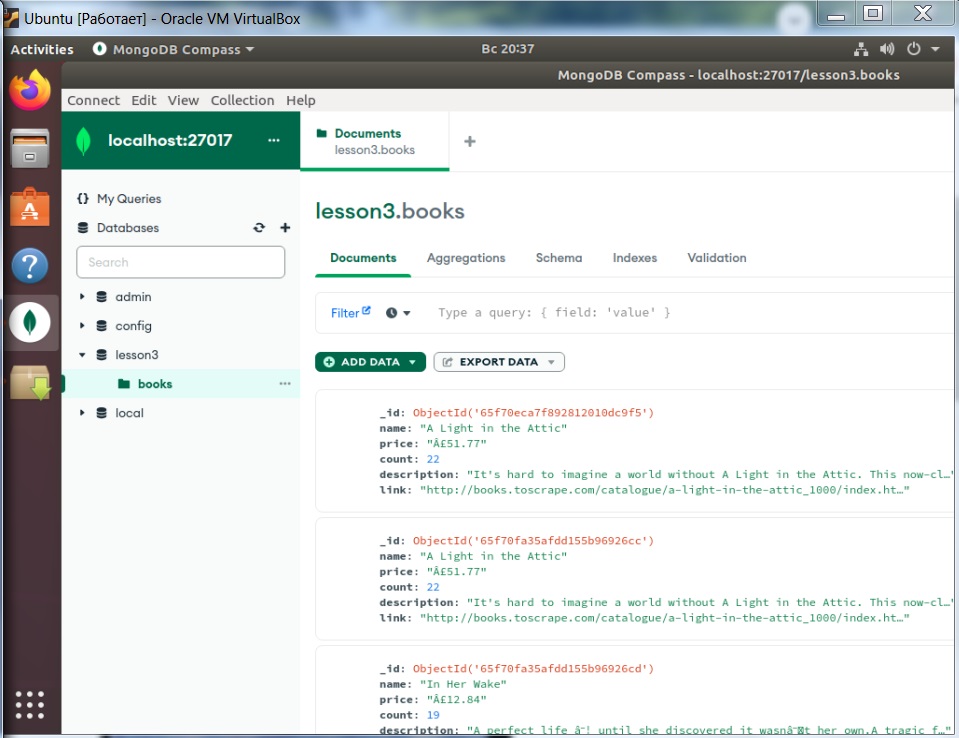 Ubuntu [Работает] - Oracle VM VirtualBox
Activities MongoDB Compass Вс 20:37
MongoDB Compass - localhost:27017/lesson3.books
Connect Edit View Collection Help
localhost:27017 ...
Documents
lesson3.books
+
{} My Queries
Databases
Search
admin
config
lesson3
books ...
local
lesson3.books
Documents Aggregations Schema Indexes Validation
Filter Type a query: { field: 'value' }
ADD DATA EXPORT DATA
_id: ObjectId('65f70eca7f892812010dc9f5')
name: "A Light in the Attic"
price: "Â£51.77"
count: 22
description: "It's hard to imagine a world without A Light in the Attic. This now-cl…"
link: "http://books.toscrape.com/catalogue/a-light-in-the-attic_1000/index.ht…"
_id: ObjectId('65f70fa35afdd155b96926cc')
name: "A Light in the Attic"
price: "Â£51.77"
count: 22
description: "It's hard to imagine a world without A Light in the Attic. This now-cl…"
link: "http://books.toscrape.com/catalogue/a-light-in-the-attic_1000/index.ht…"
_id: ObjectId('65f70fa35afdd155b96926cd')
name: "In Her Wake"
price: "Â£12.84"
count: 19
description: "A perfect life until she discovered it her own.A tragic f…"